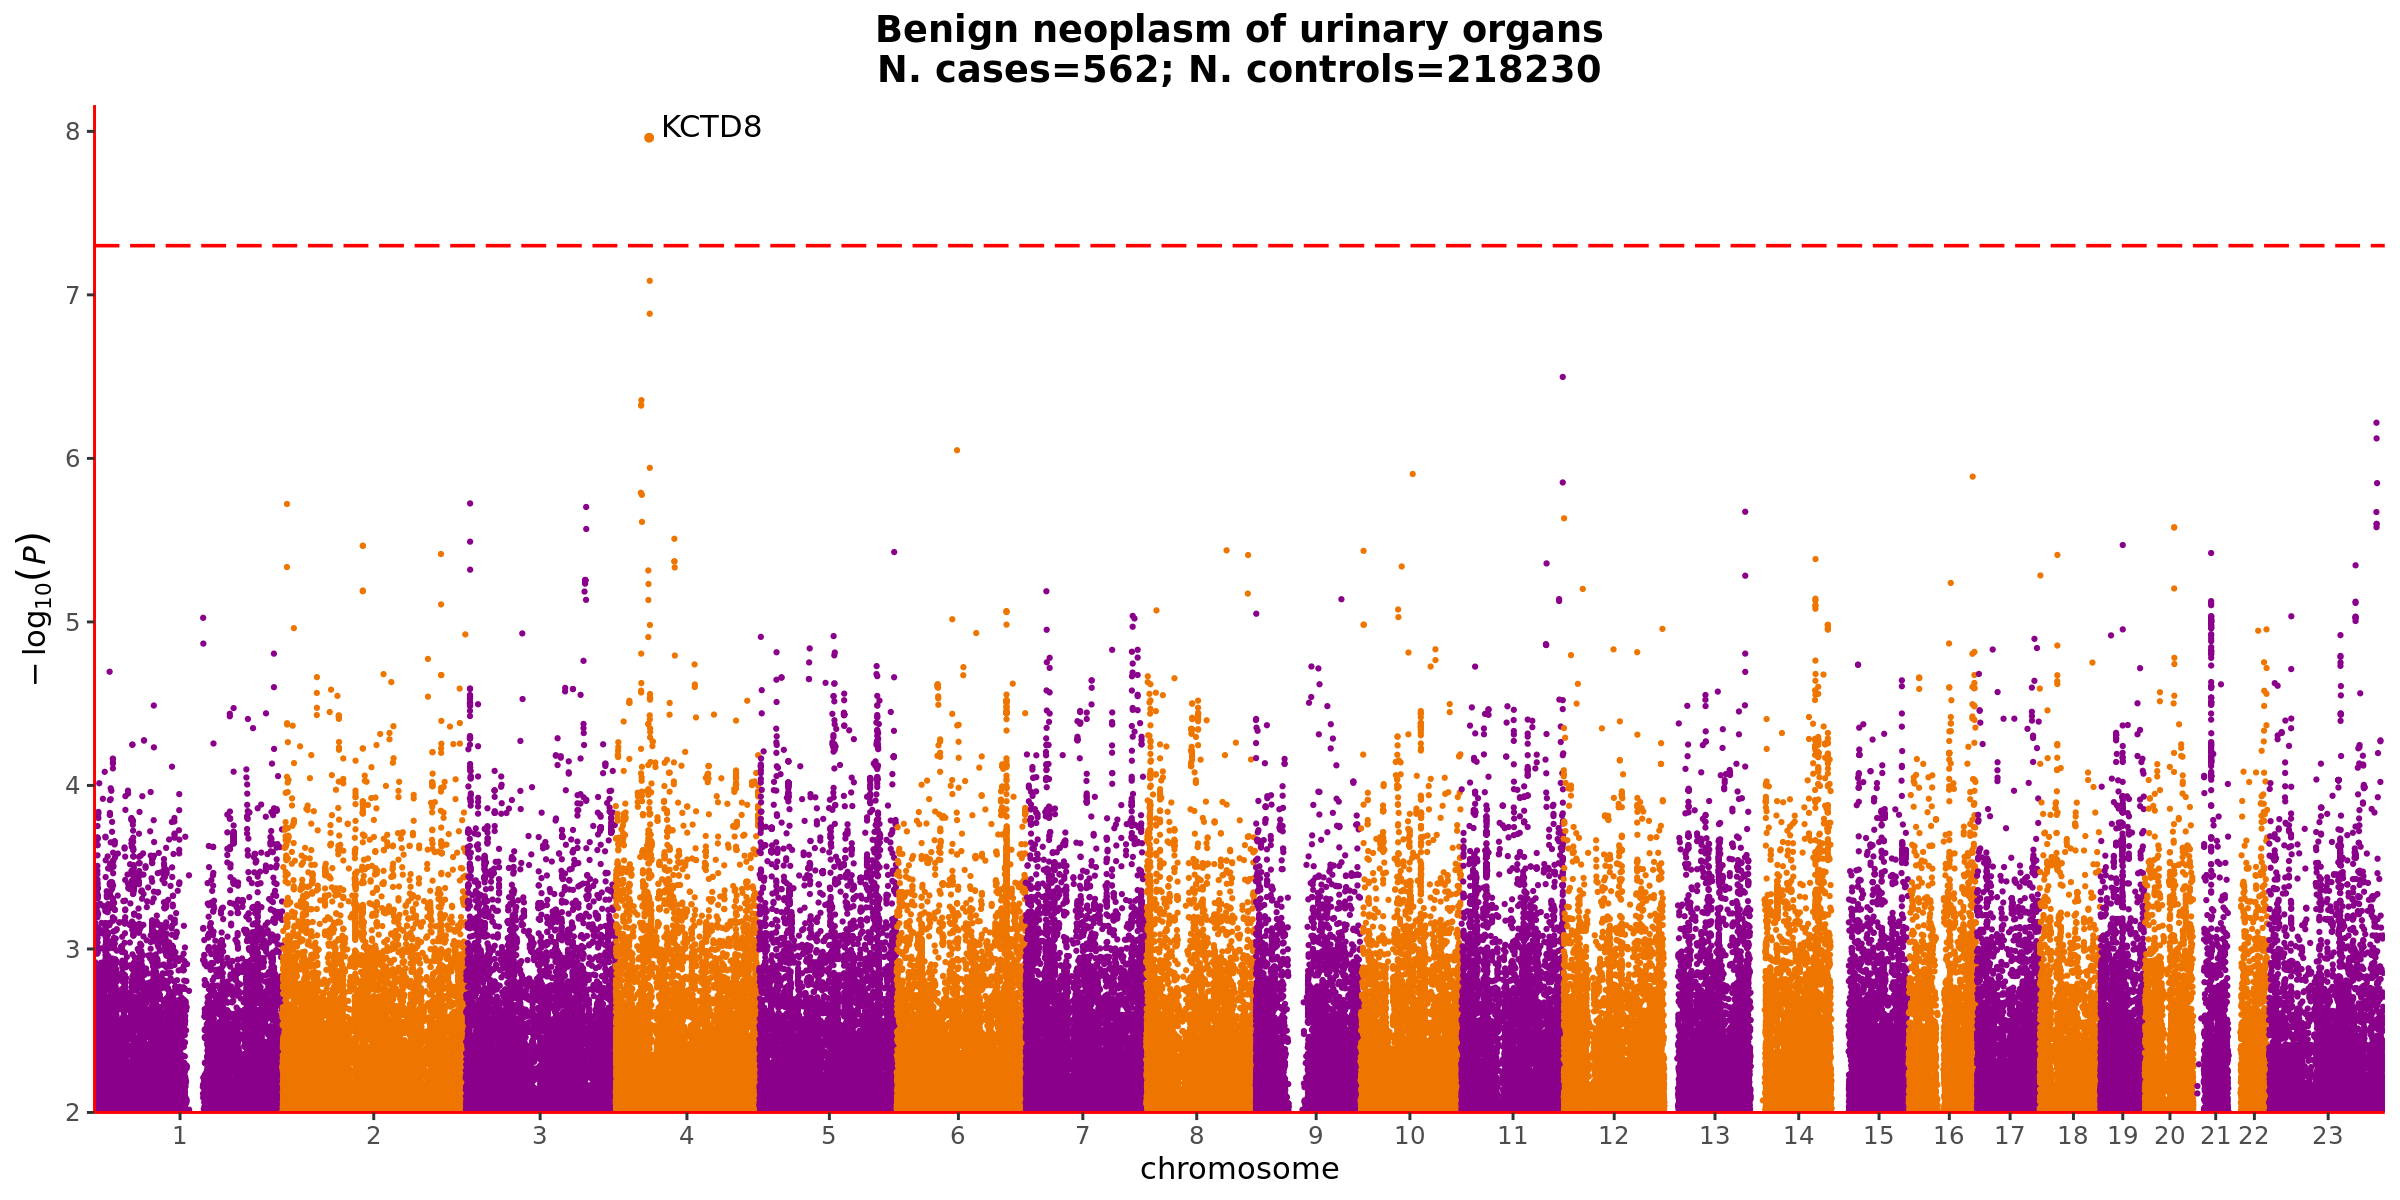 Benign neoplasm of urinary organs
N. cases=562; N. controls=218230
KCTD8
8
7
6
5
4
3
2
−log10(P)
1 2 3 4 5 6 7 8 9 10 11 12 13 14 15 16 17 18 19 20 21 22 23
chromosome